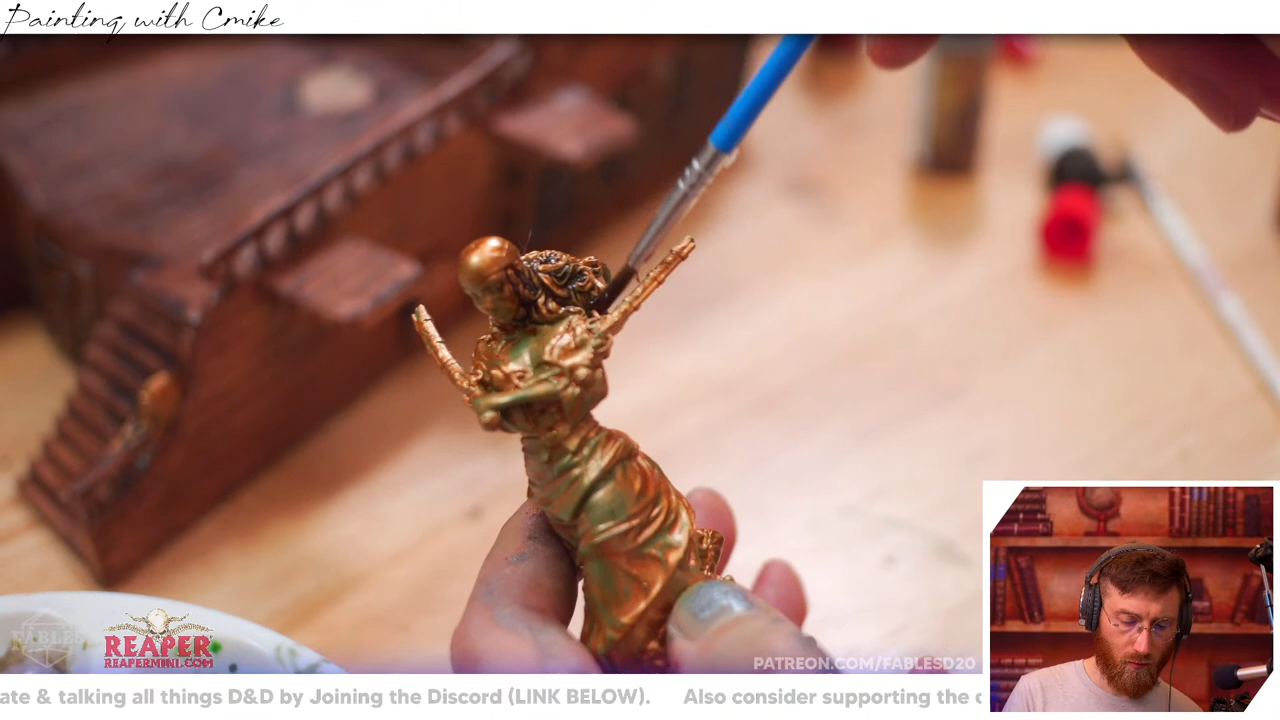 Painting with Cmike
FABLES
REAPER
REAPERMINI.COM
PATREON.COM/FABLESD20
ate & talking all things D&D by Joining the Discord (LINK BELOW). Also consider supporting the c